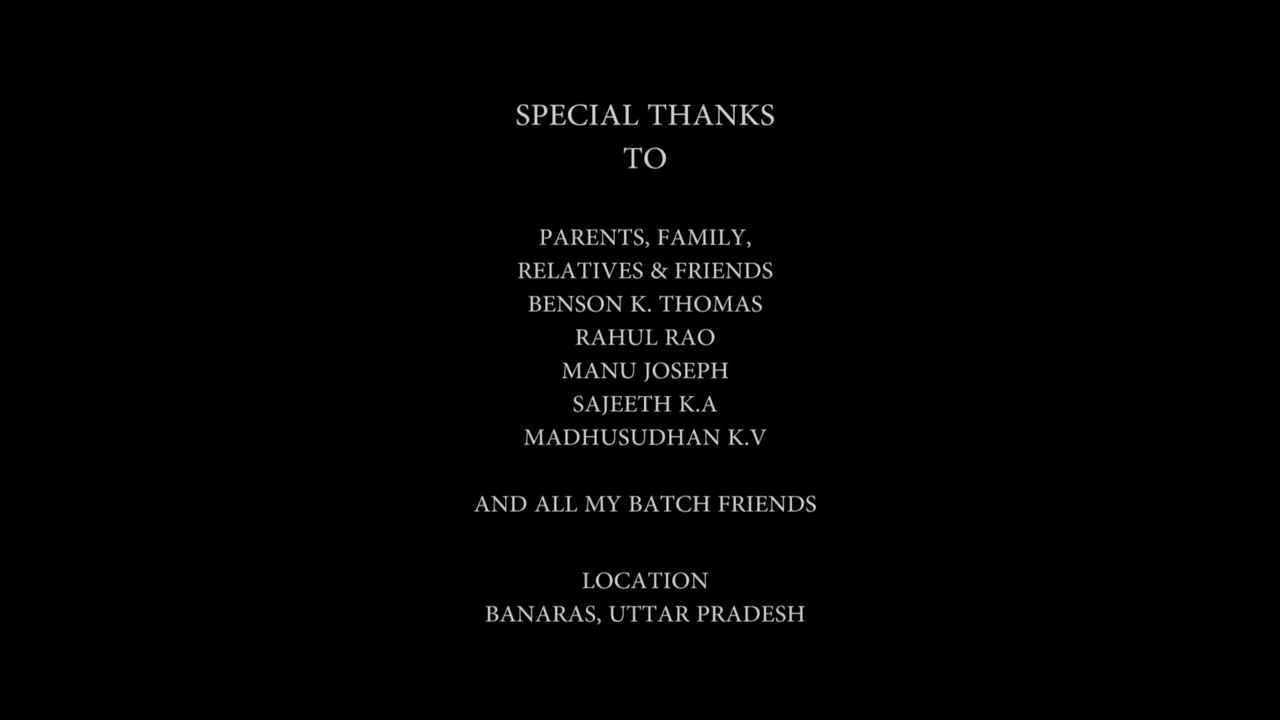 SPECIAL THANKS
TO
PARENTS, FAMILY,
RELATIVES & FRIENDS
BENSON K. THOMAS
RAHUL RAO
MANU JOSEPH
SAJEETH K.A
MADHUSUDHAN K.V
AND ALL MY BATCH FRIENDS
LOCATION
BANARAS, UTTAR PRADESH